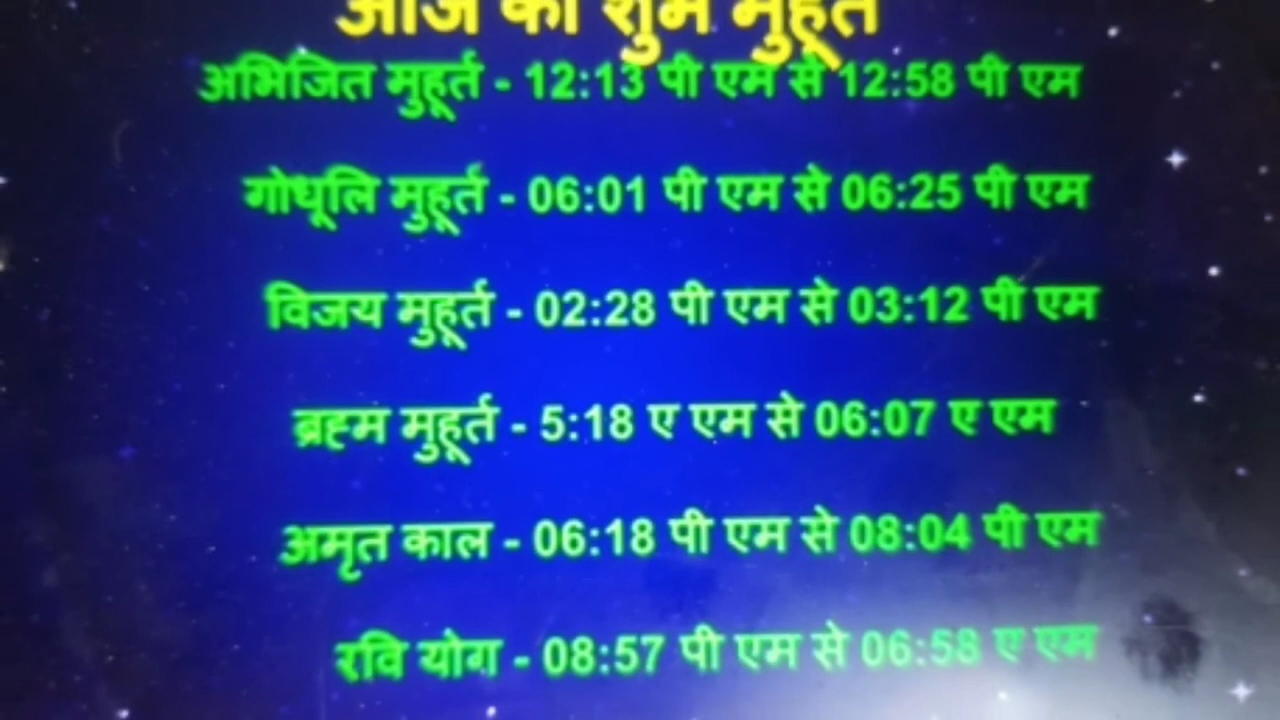 आज का शुभ मुहूर्त
अभिजित मुहूर्त - 12:13 पी एम से 12:58 पी एम
गोधूलि मुहूर्त - 06:01 पी एम से 06:25 पी एम
विजय मुहूर्त - 02:28 पी एम से 03:12 पी एम
ब्रह्म मुहूर्त - 5:18 ए एम से 06:07 ए एम
अमृत काल - 06:18 पी एम से 08:04 पी एम
रवि योग - 08:57 पी एम से 06:58 ए एम